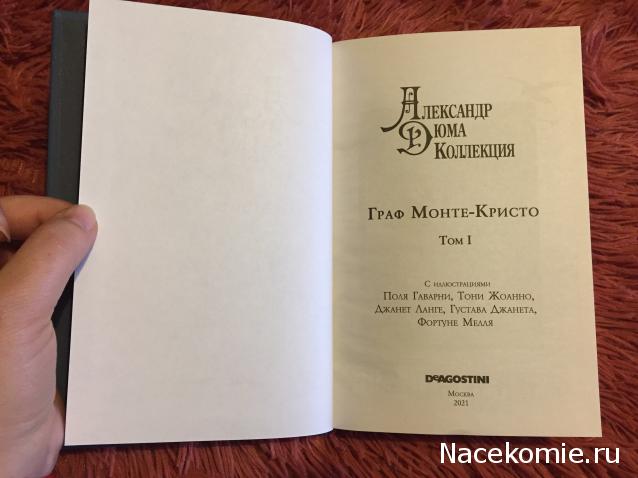 Александр
Дюма
Коллекция
Граф Монте-Кристо
Том I
С иллюстрациями
Поля Гаварни, Тони Жоанно,
Джанет Ланге, Густава Джанета,
Фортуне Мелля
DeAGOSTINI
Москва
2021
Nacekomie.ru